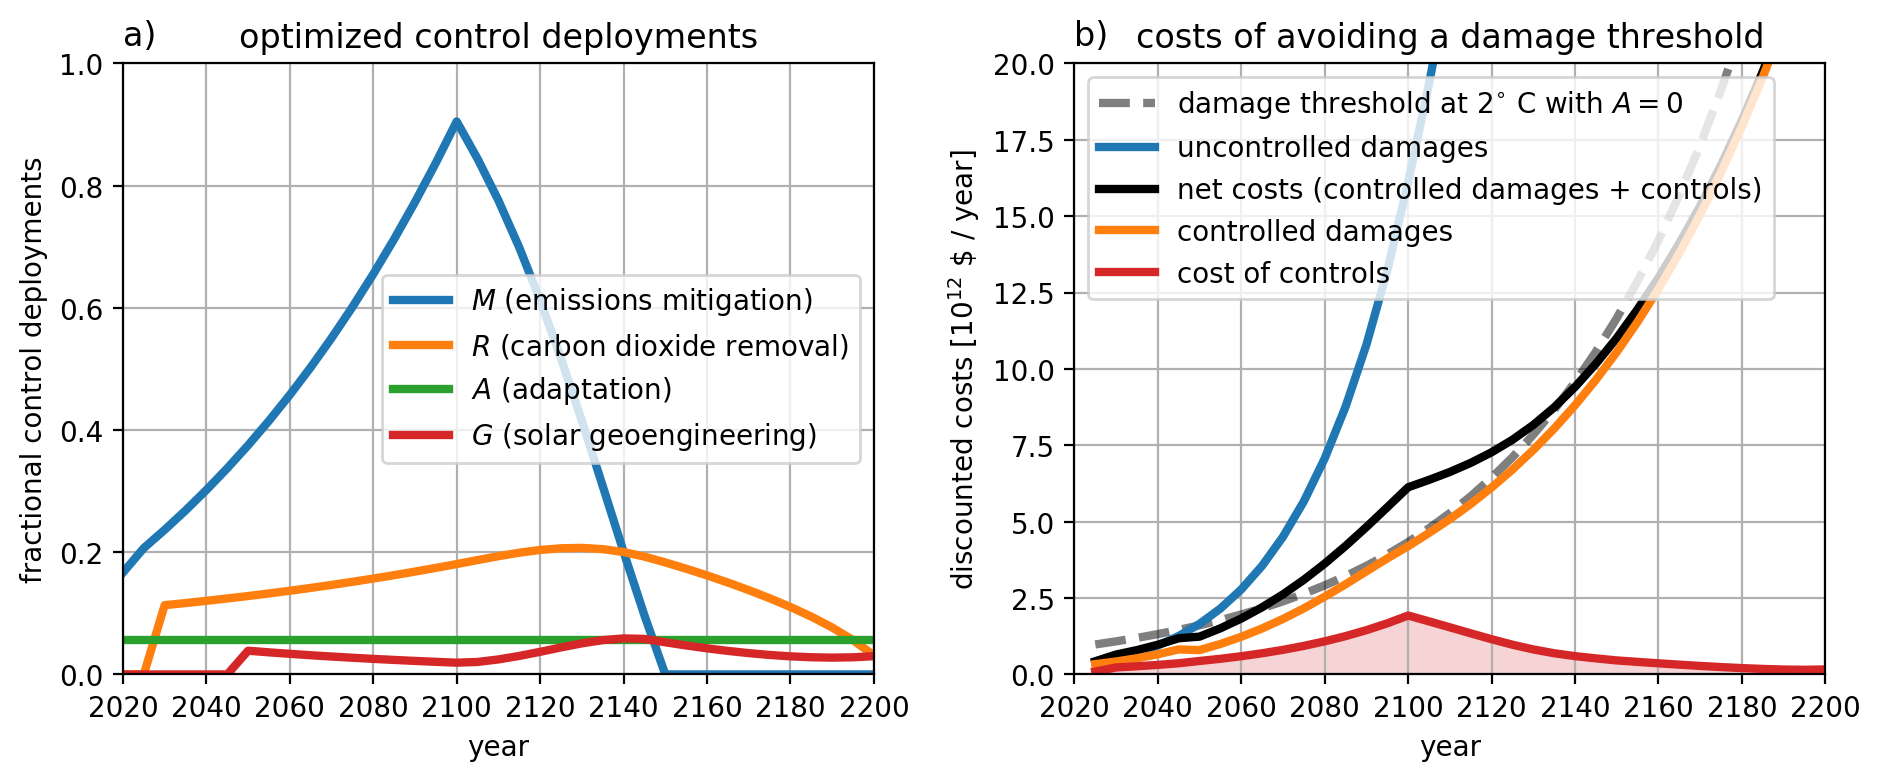 a)
optimized control deployments
fractional control deployments
1.0
0.8
0.6
0.4
0.2
0.0
M (emissions mitigation)
R (carbon dioxide removal)
A (adaptation)
G (solar geoengineering)
2020 2040 2060 2080 2100 2120 2140 2160 2180 2200
year
b)
costs of avoiding a damage threshold
discounted costs [10¹² $ / year]
20.0
17.5
15.0
12.5
10.0
7.5
5.0
2.5
0.0
damage threshold at 2° C with A = 0
uncontrolled damages
net costs (controlled damages + controls)
controlled damages
cost of controls
2020 2040 2060 2080 2100 2120 2140 2160 2180 2200
year